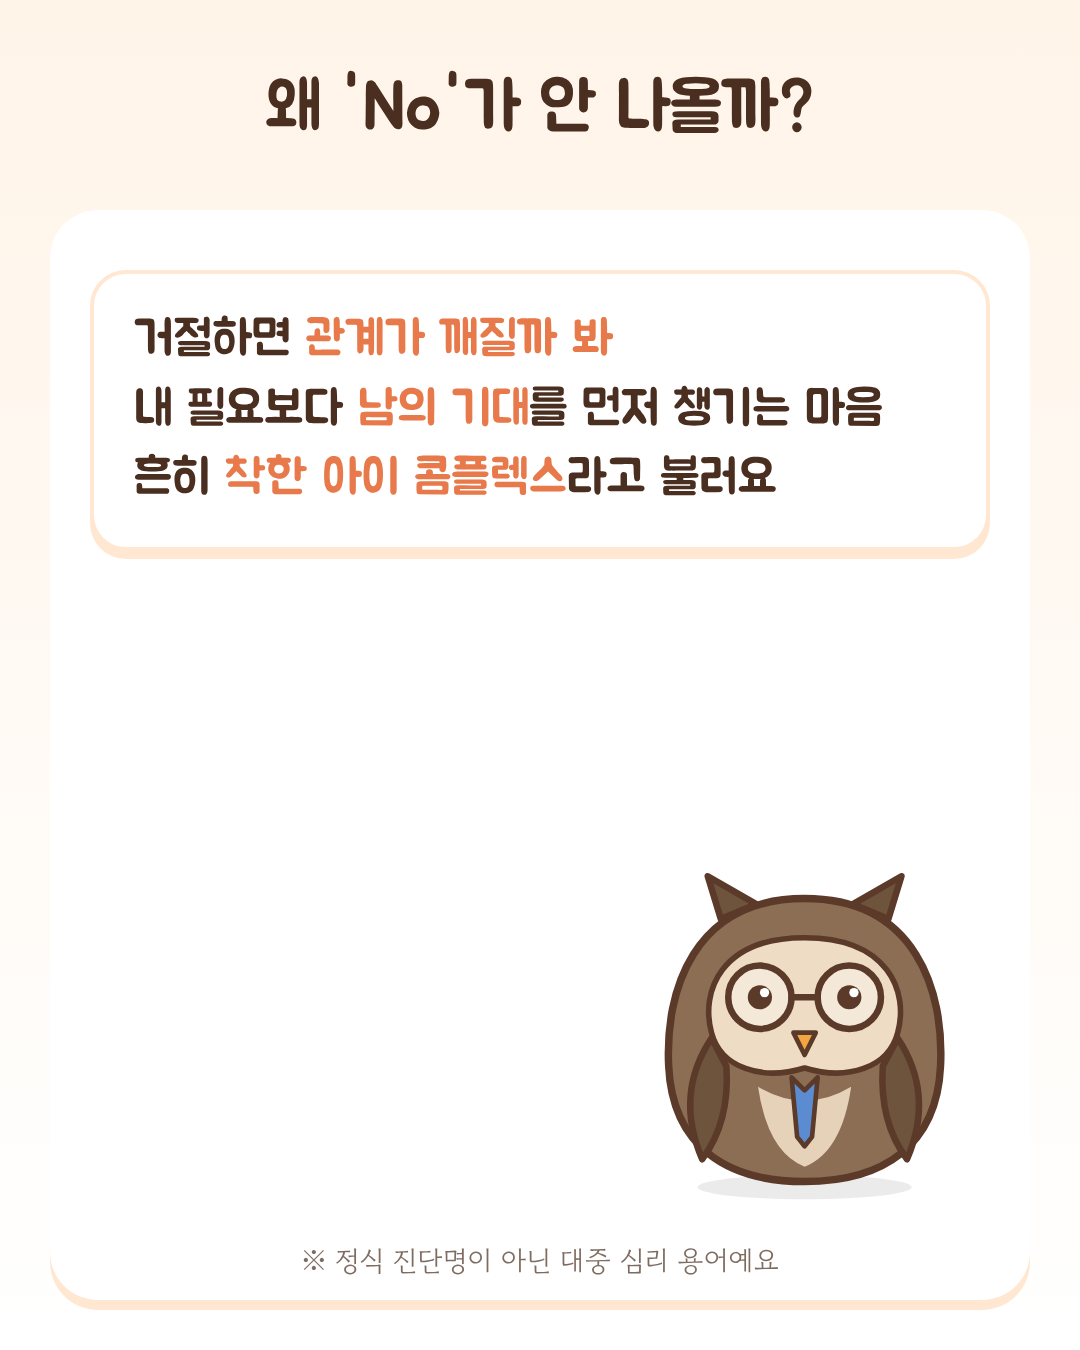 왜 'No'가 안 나올까?
거절하면 관계가 깨질까 봐
내 필요보다 남의 기대를 먼저 챙기는 마음
흔히 착한 아이 콤플렉스라고 불러요
※ 정식 진단명이 아닌 대중 심리 용어예요